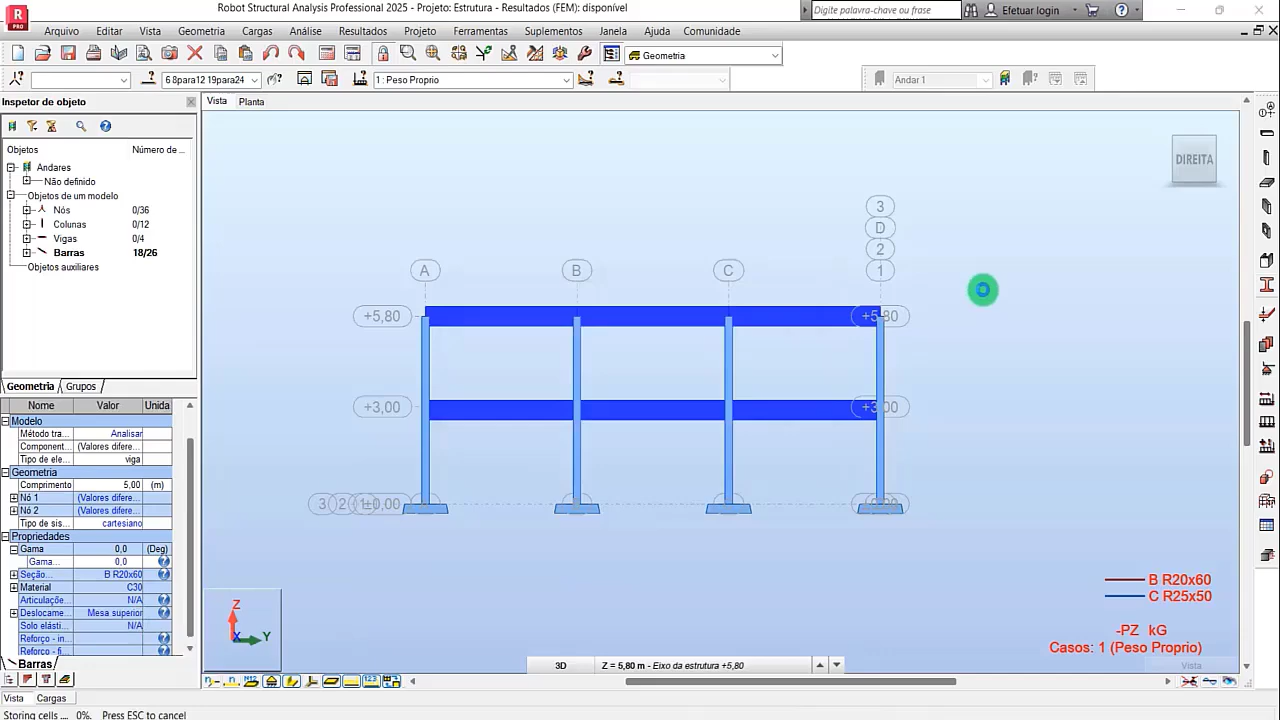 Robot Structural Analysis Professional 2025 - Projeto: Estrutura - Resultados (FEM): disponível
Digite palavra-chave ou frase
Efetuar login
PRO
Arquivo Editar Vista Geometria Cargas Análise Resultados Projeto Ferramentas Suplementos Janela Ajuda Comunidade
Geometria
6 8para12 19para24
1 : Peso Proprio
Andar 1
Inspetor de objeto
Vista Planta
Objetos Número de ...
Andares
Não definido
Objetos de um modelo
Nós 0/36
Colunas 0/12
Vigas 0/4
Barras 18/26
Objetos auxiliares
Geometria Grupos
Nome Valor Unida
Modelo
Método tra... Analisar
Component... (Valores difere...
Tipo de ele... viga
Geometria
Comprimento 5,00 (m)
Nó 1 (Valores difere...
Nó 2 (Valores difere...
Tipo de sis... cartesiano
Propriedades
Gama 0,0 (Deg)
Gama... 0,0
Seção... B R20x60
Material C30
Articulaçõe... N/A
Deslocame... Mesa superior
Solo elásti... N/A
Reforço - in...
Reforço - fi...
Barras
Vista Cargas
Storing cells .... 0%. Press ESC to cancel
DIREITA
3
D
2
A B C 1
+5,80 +5,80
+3,00 +3,00
3 2 1 ±0,00
B R20x60
C R25x50
-PZ kG
Casos: 1 (Peso Proprio)
Vista
Z
X Y
3D Z = 5,80 m - Eixo da estrutura +5,80